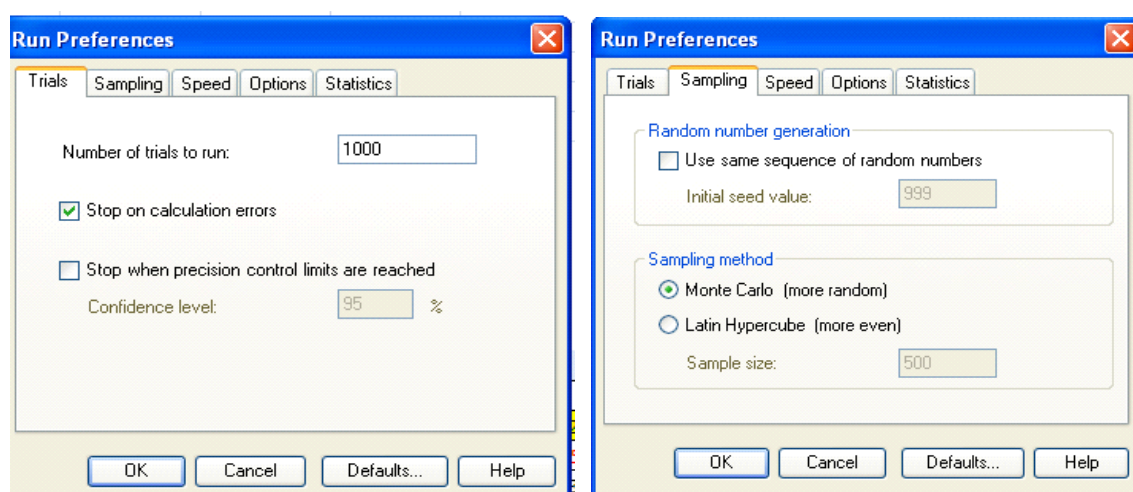 Run Preferences
Trials Sampling Speed Options Statistics
Number of trials to run: 1000
Stop on calculation errors
Stop when precision control limits are reached
Confidence level: 95 %
OK Cancel Defaults... Help
Run Preferences
Trials Sampling Speed Options Statistics
Random number generation
Use same sequence of random numbers
Initial seed value: 999
Sampling method
Monte Carlo (more random)
Latin Hypercube (more even)
Sample size: 500
OK Cancel Defaults... Help